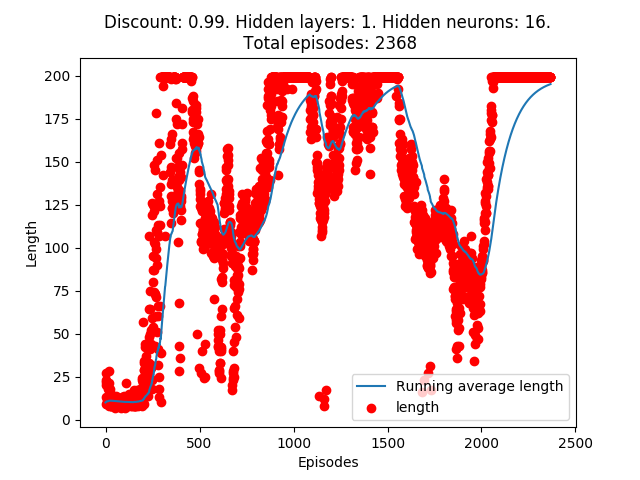 Discount: 0.99. Hidden layers: 1. Hidden neurons: 16.
Total episodes: 2368
200
175
150
125
100
75
50
25
0
Length
Running average length
length
0
500
1000
1500
2000
2500
Episodes